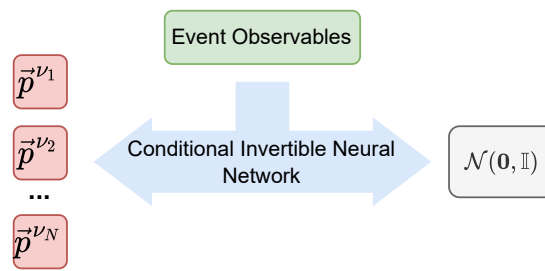 Event Observables
p⃗^ν₁
p⃗^ν₂
...
p⃗^ν_N
Conditional Invertible Neural
Network
𝒩(𝟎, 𝕀)